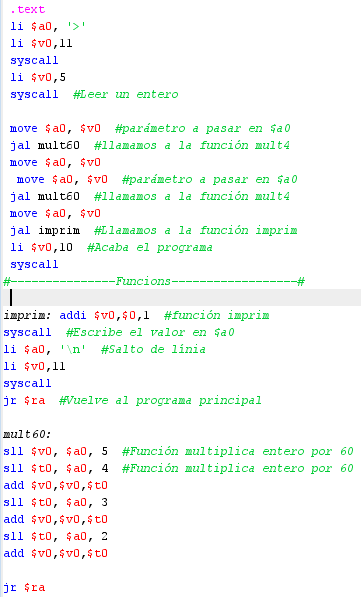 .text
li $a0, '>'
li $v0,11
syscall
li $v0,5
syscall  #Leer un entero
move $a0, $v0  #parámetro a pasar en $a0
jal mult60  #llamamos a la función mult4
move $a0, $v0
move $a0, $v0  #parámetro a pasar en $a0
jal mult60  #llamamos a la función mult4
move $a0, $v0
jal imprim  #Llamamos a la función imprim
li $v0,10  #Acaba el programa
syscall
#---------------Funcions------------------#
imprim: addi $v0,$0,1  #función imprim
syscall  #Escribe el valor en $a0
li $a0, '\n'  #Salto de línia
li $v0,11
syscall
jr $ra  #Vuelve al programa principal
mult60:
sll $v0, $a0, 5  #Función multiplica entero por 60
sll $t0, $a0, 4  #Función multiplica entero por 60
add $v0,$v0,$t0
sll $t0, $a0, 3
add $v0,$v0,$t0
sll $t0, $a0, 2
add $v0,$v0,$t0
jr $ra